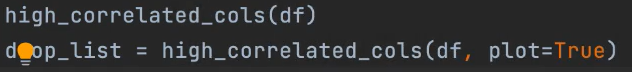 high_correlated_cols(df)
drop_list = high_correlated_cols(df, plot=True)